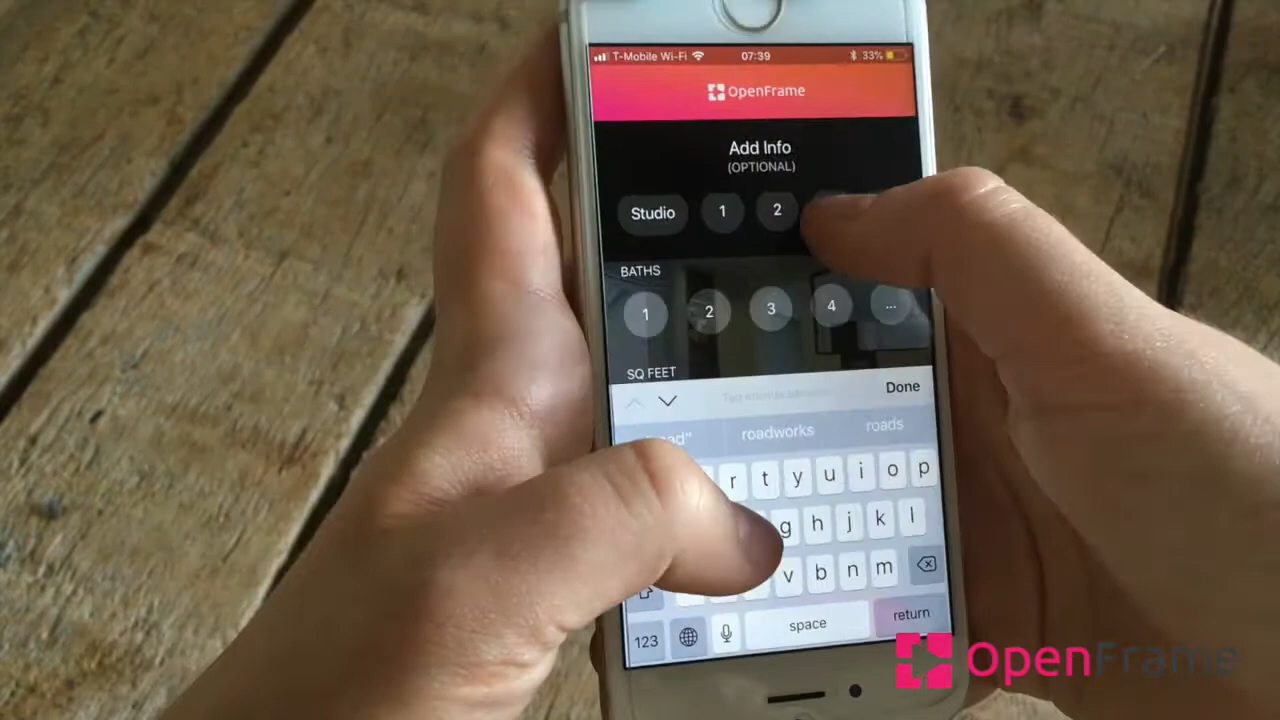 T-Mobile Wi-Fi 07:39 33%
OpenFrame
Add Info
(OPTIONAL)
Studio 1 2
BATHS
1 2 3 4 ...
SQ FEET
Done
roadworks roads
r t y u i o p
g h j k l
v b n m
123 space return
OpenFrame